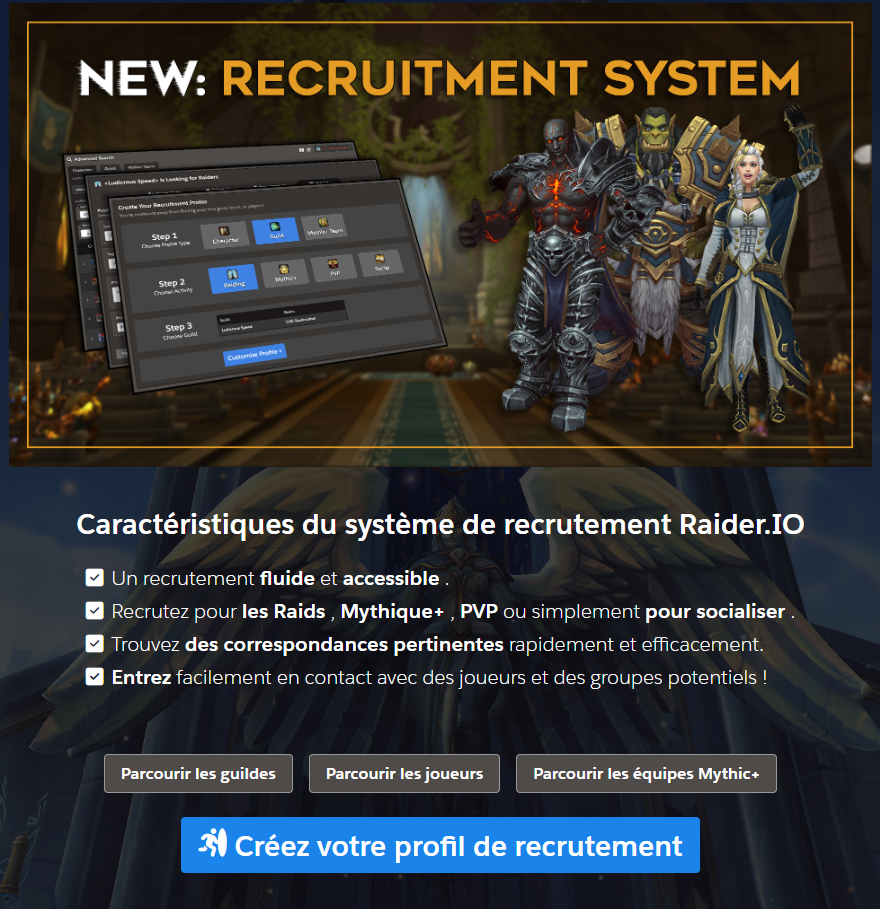 NEW: RECRUITMENT SYSTEM
Advanced Search
Characters Guilds Mythic+ Teams
<Ludicrous Speed> is Looking for Raiders
Create Your Recruitment Profile
Step 1
Choose Profile Type
Character
Guild
Mythic+ Team
Step 2
Choose Activity
Raiding
Mythic+
PVP
Social
Step 3
Choose Guild
Guild
Realm
Ludicrous Speed
Customize Profile
Caractéristiques du système de recrutement Raider.IO
Un recrutement fluide et accessible .
Recrutez pour les Raids , Mythique+ , PVP ou simplement pour socialiser .
Trouvez des correspondances pertinentes rapidement et efficacement.
Entrez facilement en contact avec des joueurs et des groupes potentiels !
Parcourir les guildes
Parcourir les joueurs
Parcourir les équipes Mythic+
Créez votre profil de recrutement